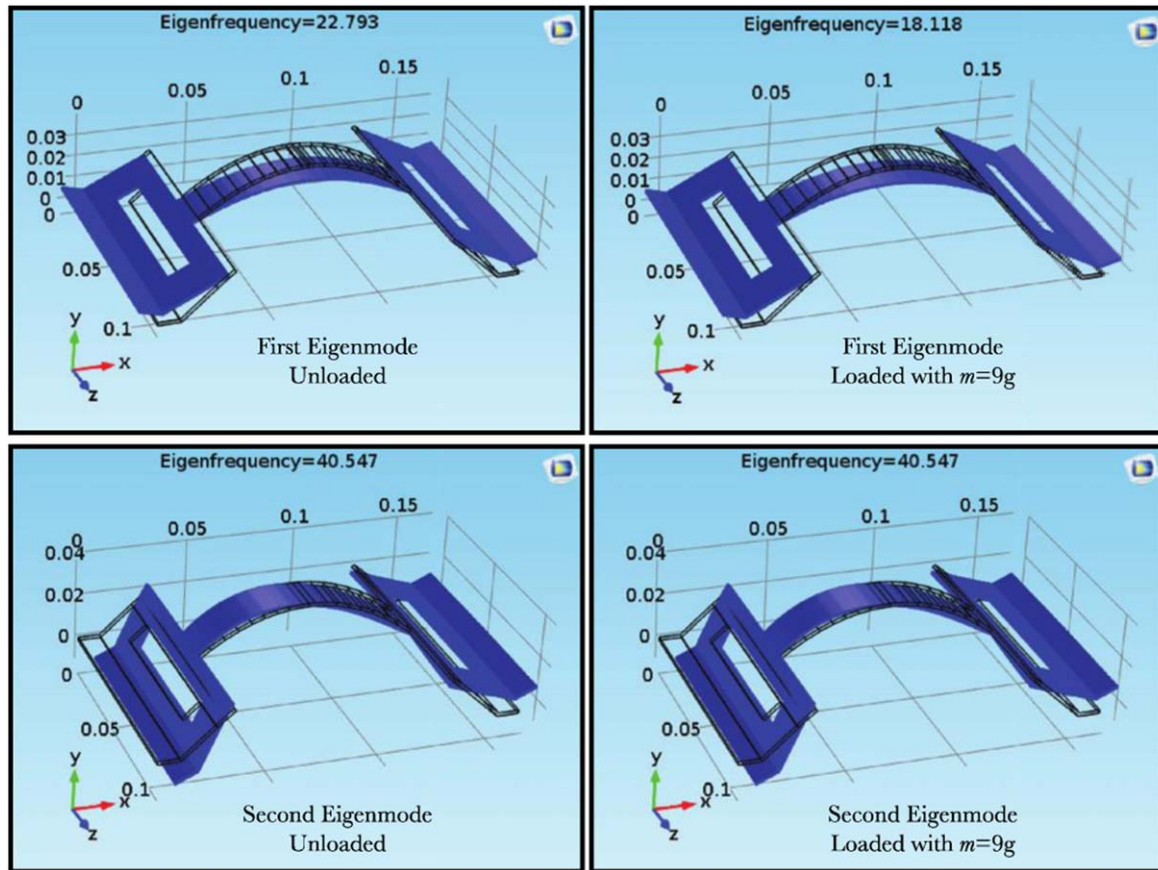 Eigenfrequency=22.793
0 0.05 0.1 0.15
0.03
0.02
0.01
0
0
0.05
0.1
y
x
z
First Eigenmode
Unloaded
Eigenfrequency=18.118
0 0.05 0.1 0.15
0.03
0.02
0.01
0
0
0.05
0.1
y
x
z
First Eigenmode
Loaded with m=9g
Eigenfrequency=40.547
0 0.05 0.1 0.15
0.04
0.02
0
0
0.05
0.1
y
x
z
Second Eigenmode
Unloaded
Eigenfrequency=40.547
0 0.05 0.1 0.15
0.04
0.02
0
0
0.05
0.1
y
x
z
Second Eigenmode
Loaded with m=9g